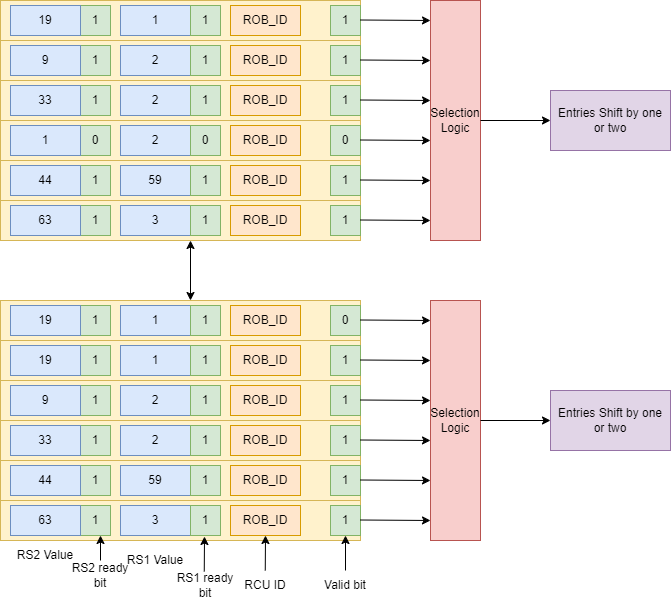 19 1 1 1 ROB_ID 1
9 1 2 1 ROB_ID 1
33 1 2 1 ROB_ID 1
1 0 2 0 ROB_ID 0
44 1 59 1 ROB_ID 1
63 1 3 1 ROB_ID 1
Selection
Logic
Entries Shift by one
or two
19 1 1 1 ROB_ID 0
19 1 1 1 ROB_ID 1
9 1 2 1 ROB_ID 1
33 1 2 1 ROB_ID 1
44 1 59 1 ROB_ID 1
63 1 3 1 ROB_ID 1
Selection
Logic
Entries Shift by one
or two
RS2 Value
RS2 ready
bit
RS1 Value
RS1 ready
bit
RCU ID
Valid bit